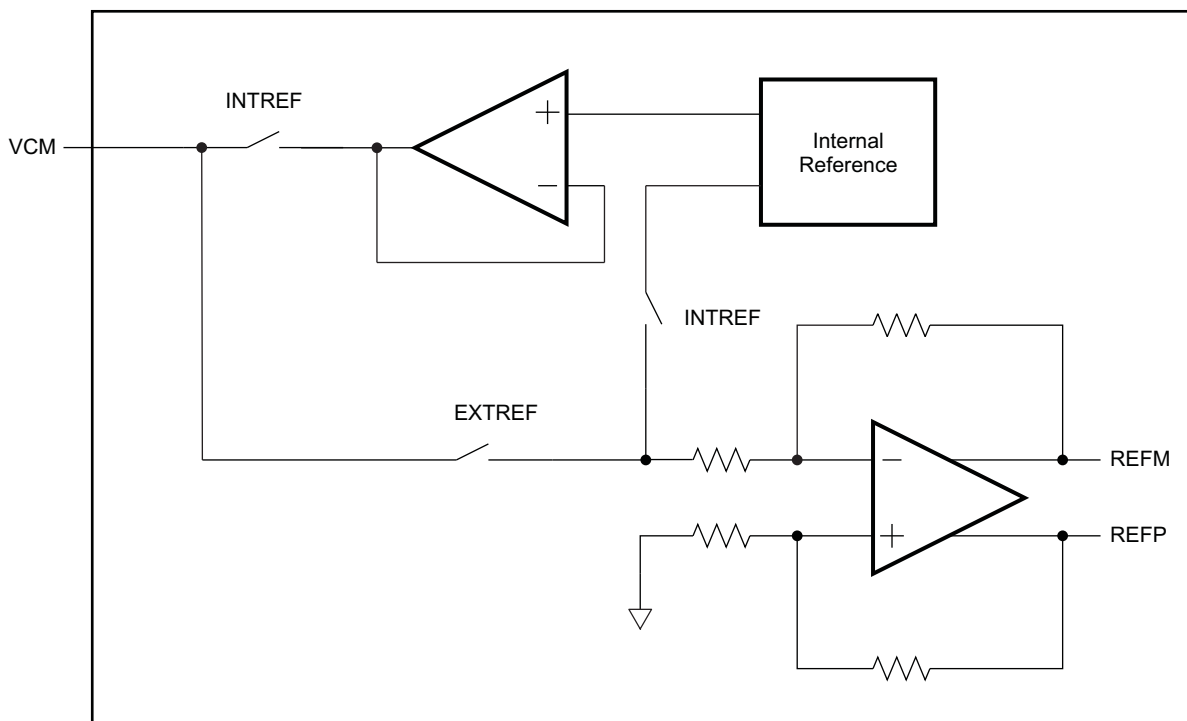 INTREF
VCM
+
−
Internal
Reference
INTREF
EXTREF
−
REFM
+
REFP